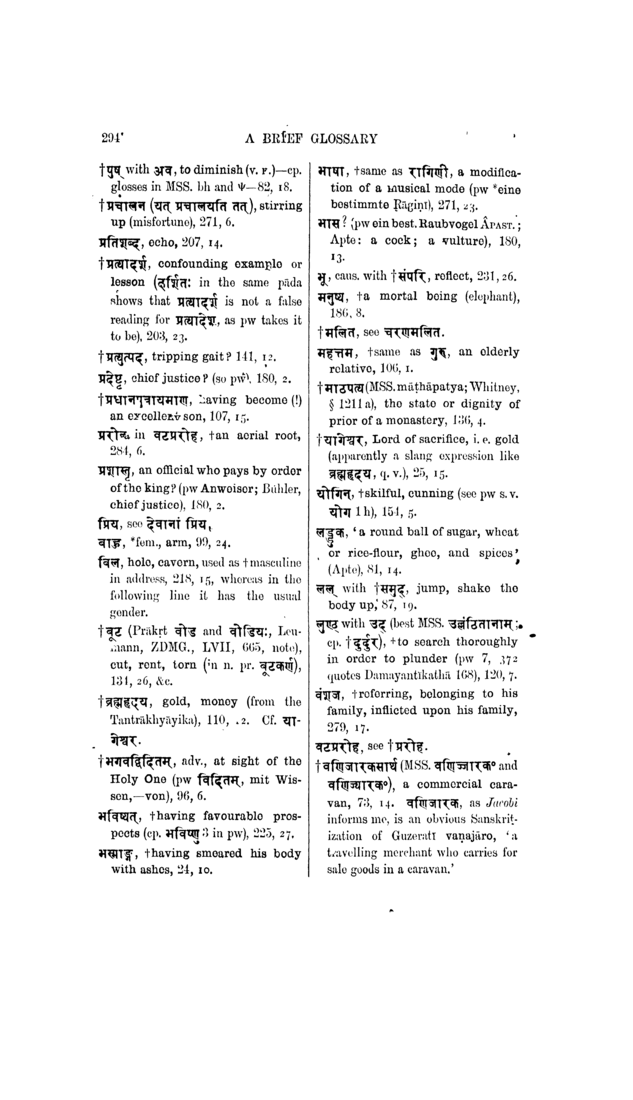 294
A BRIEF GLOSSARY
†पुष् with अव, to diminish (v. r.)—cp.
glosses in MSS. bh and Ψ—82, 18.
†प्रचालन (यत् प्रचालयति तत्), stirring
up (misfortune), 271, 6.
प्रतिशब्द, echo, 207, 14.
†प्रत्यादर्श, confounding example or
lesson (दर्शितः in the same pāda
shows that प्रत्यादर्श is not a false
reading for प्रत्यादेश, as pw takes it
to be), 203, 23.
†प्रत्युत्पद्, tripping gait? 141, 12.
प्रदेष्टृ, chief justice? (so pw). 180, 2.
†प्रधानपुत्रायमाण, having become (!)
an excellent son, 107, 15.
प्ररोह in वटप्ररोह, †an aerial root,
284, 6.
प्रशास्तृ, an official who pays by order
of the king? (pw Anweiser; Bühler,
chief justice), 180, 2.
प्रिय, see देवानां प्रिय.
बाहु, *fem., arm, 99, 24.
बिल, hole, cavern, used as †masculine
in address, 218, 15, whereas in the
following line it has the usual
gender.
†बूट (Prākṛt बोड and बोडियः, Leu-
mann, ZDMG., LVII, 665, note),
cut, rent, torn (in n. pr. बूटकर्ण),
131, 26, &c.
†ब्रह्महृदय, gold, money (from the
Tantrākhyāyika), 110, 12. Cf. या-
गेश्वर.
†भगवद्विदितम्, adv., at sight of the
Holy One (pw विदितम्, mit Wis-
sen,—von), 96, 6.
भविष्यत्, †having favourable pros-
pects (cp. भविष्णु 3 in pw), 225, 27.
भस्माङ्ग, †having smeared his body
with ashes, 24, 10.
भाषा, †same as रागिणी, a modifica-
tion of a musical mode (pw *eine
bestimmte Rāgiṇī), 271, 23.
भास? (pw ein best. Raubvogel ÂPAST.;
Apte: a cock; a vulture), 180,
13.
भू, caus. with †संपरि, reflect, 231, 26.
मनुष्य, †a mortal being (elephant),
186, 8.
†मलित, see चरणमलित.
महत्तम, †same as गुरु, an elderly
relative, 106, 1.
†माठपत्य (MSS. māṭhāpatya; Whitney,
§ 1211 a), the state or dignity of
prior of a monastery, 136, 4.
†यागेश्वर, Lord of sacrifice, i. e. gold
(apparently a slang expression like
ब्रह्महृदय, q. v.), 25, 15.
योगिन्, †skilful, cunning (see pw s. v.
योग 1 h), 154, 5.
लड्डुक, ‘a round ball of sugar, wheat
or rice-flour, ghee, and spices’
(Apte), 81, 14.
लल् with †समुद्, jump, shake the
body up, 87, 19.
लुण्ठ् with उद् (best MSS. उल्लंठितानाम्;
cp. †दुर्दुर), †to search thoroughly
in order to plunder (pw 7, 372
quotes Damayantikathā 168), 120, 7.
वंशज, †referring, belonging to his
family, inflicted upon his family,
279, 17.
वटप्ररोह, see †प्ररोह.
†वणिजारकसार्थ (MSS. वणिज्जारक° and
वणिज्यारक°), a commercial cara-
van, 73, 14. वणिजारक, as Jacobi
informs me, is an obvious Sanskrit-
ization of Guzeratī vaṇajāro, ‘a
travelling merchant who carries for
sale goods in a caravan.’